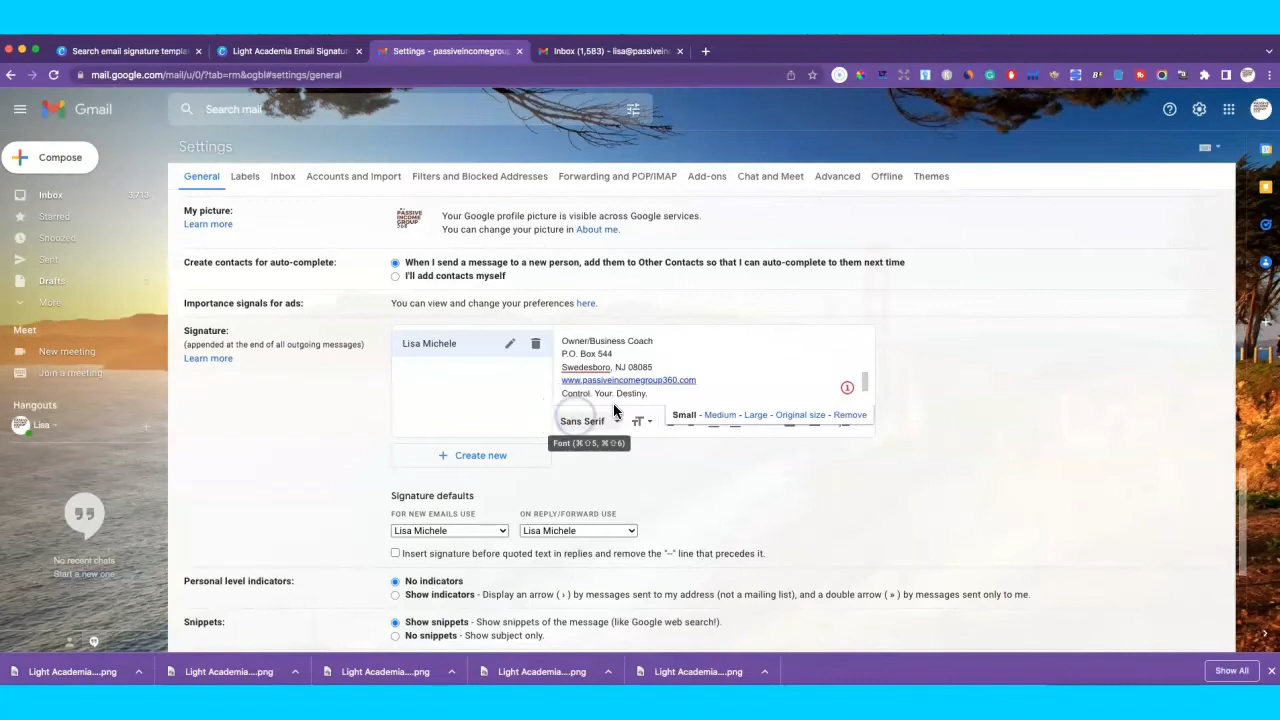 Search email signature templa
Light Academia Email Signatur
Settings - passiveincomegroup
Inbox (1,583) - lisa@passivein
mail.google.com/mail/u/0/?tab=rm&ogbl#settings/general
Gmail
Search mail
Settings
Compose
General Labels Inbox Accounts and Import Filters and Blocked Addresses Forwarding and POP/IMAP Add-ons Chat and Meet Advanced Offline Themes
Inbox 3,713
Starred
Snoozed
Sent
Drafts
More
Meet
New meeting
Join a meeting
Hangouts
Lisa
No recent chats
Start a new one
My picture:
Learn more
PASSIVE
INCOME
GROUP
Your Google profile picture is visible across Google services.
You can change your picture in About me.
Create contacts for auto-complete:
When I send a message to a new person, add them to Other Contacts so that I can auto-complete to them next time
I'll add contacts myself
Importance signals for ads:
You can view and change your preferences here.
Signature:
(appended at the end of all outgoing messages)
Learn more
Lisa Michele
Owner/Business Coach
P.O. Box 544
Swedesboro, NJ 08085
www.passiveincomegroup360.com
Control. Your. Destiny.
1
Sans Serif
Small - Medium - Large - Original size - Remove
Font (⌘⇧5, ⌘⇧6)
Create new
Signature defaults
FOR NEW EMAILS USE
ON REPLY/FORWARD USE
Lisa Michele
Lisa Michele
Insert signature before quoted text in replies and remove the "--" line that precedes it.
Personal level indicators:
No indicators
Show indicators - Display an arrow ( › ) by messages sent to my address (not a mailing list), and a double arrow ( » ) by messages sent only to me.
Snippets:
Show snippets - Show snippets of the message (like Google web search!).
No snippets - Show subject only.
Light Academia....png
Light Academia....png
Light Academia....png
Light Academia....png
Light Academia....png
Show All